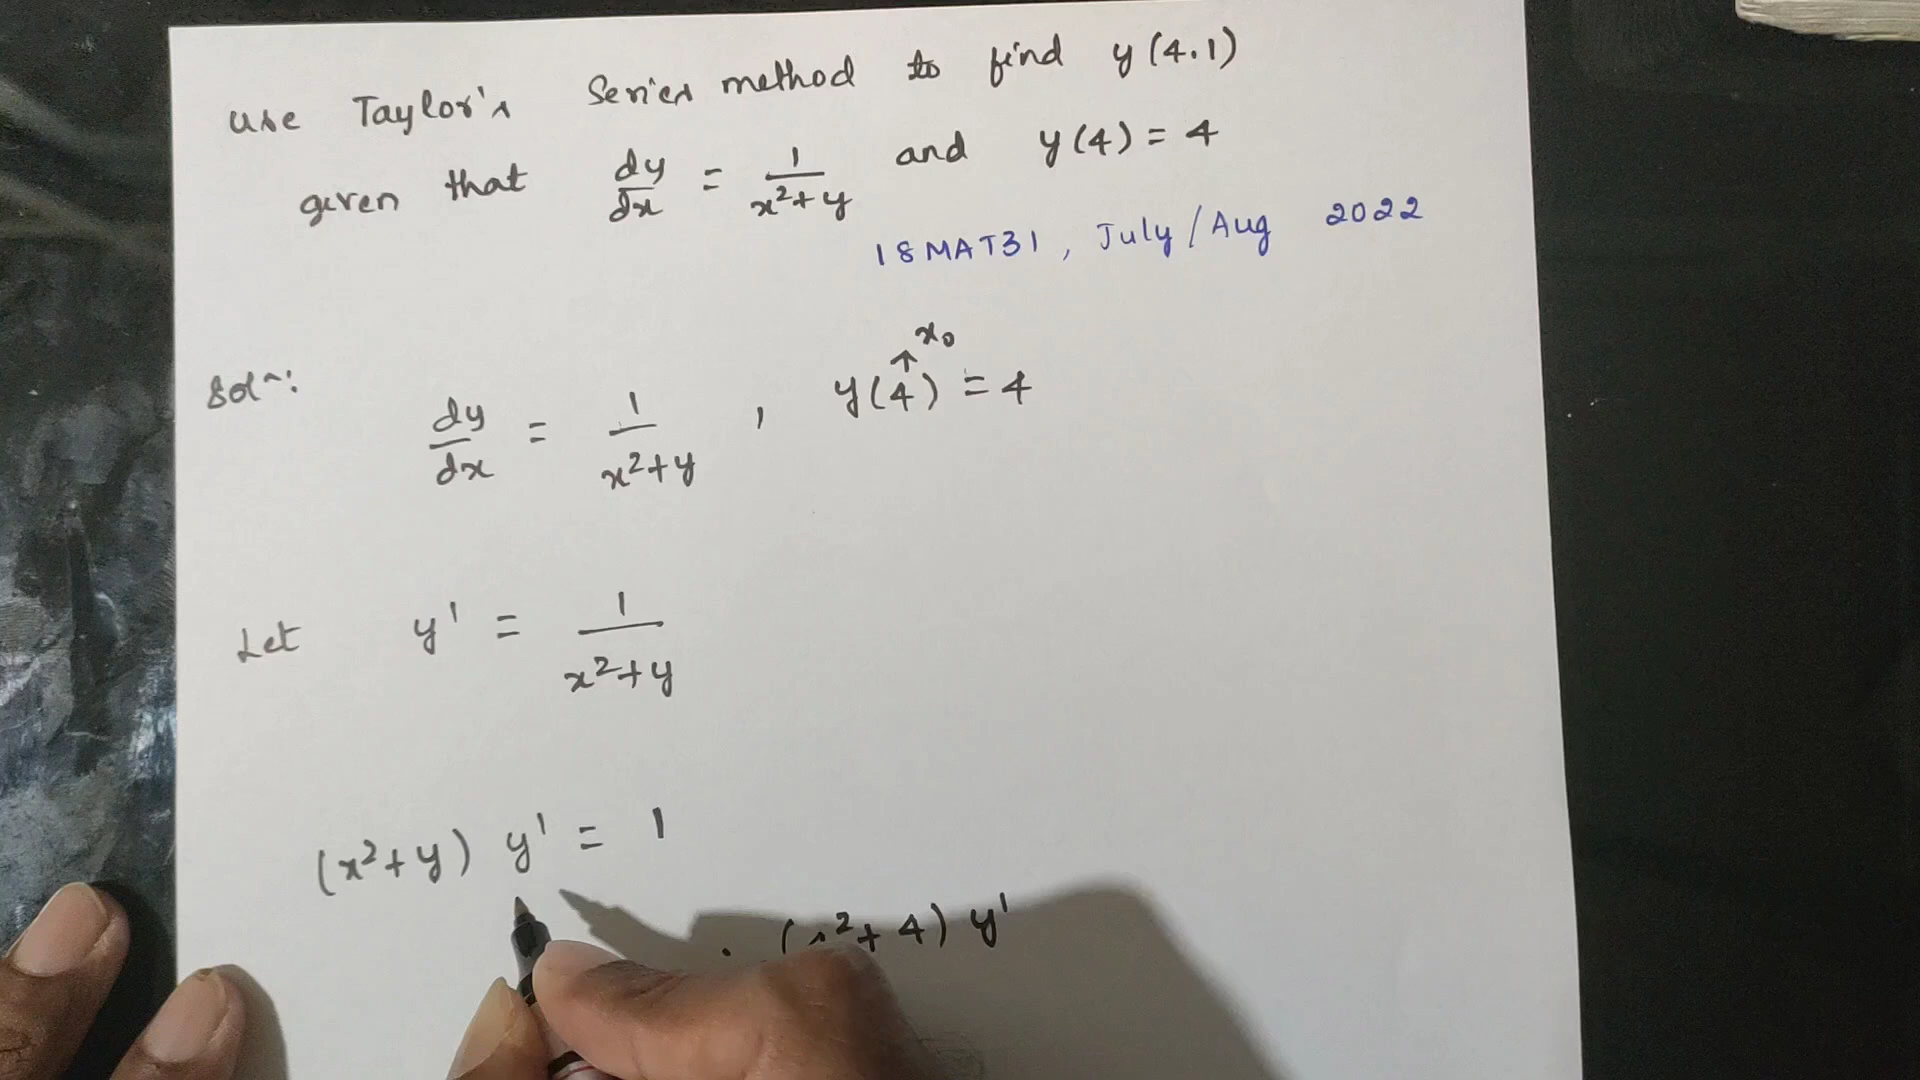 Use Taylor's Series method to find y(4.1)
given that dy/dx = 1/(x²+y) and y(4) = 4
18MAT31, July/Aug 2022
x₀
↑
Solⁿ: dy/dx = 1/(x²+y) , y(4) = 4
Let y' = 1/(x²+y)
(x²+y) y' = 1
(4²+4) y'